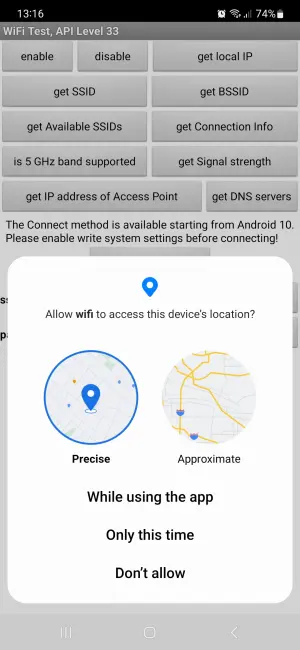 13:16
74%
WiFi Test, API Level 33
enable
disable
get local IP
get SSID
get BSSID
get Available SSIDs
get Connection Info
is 5 GHz band supported
get Signal strength
get IP address of Access Point
get DNS servers
The Connect method is available starting from Android 10.
Please enable write system settings before connecting!
Allow wifi to access this device's location?
Precise
Approximate
While using the app
Only this time
Don't allow